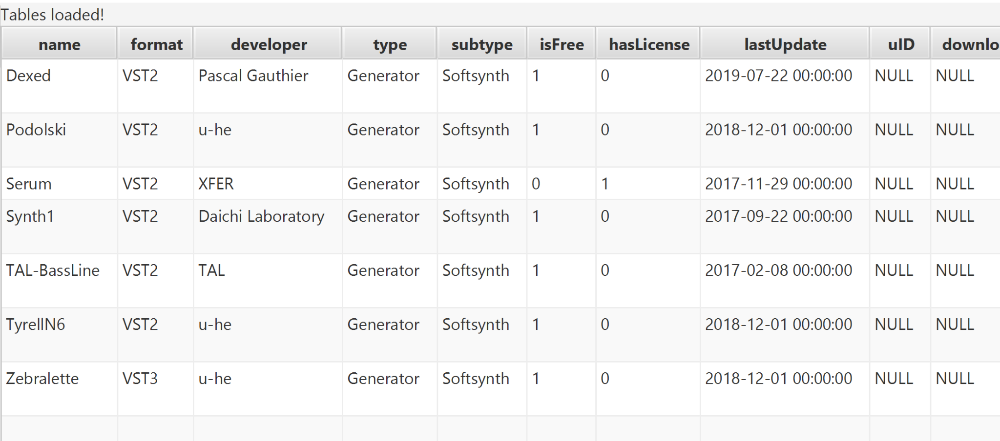 Tables loaded!
name format developer type subtype isFree hasLicense lastUpdate uID downlo
Dexed VST2 Pascal Gauthier Generator Softsynth 1 0 2019-07-22 00:00:00 NULL NULL
Podolski VST2 u-he Generator Softsynth 1 0 2018-12-01 00:00:00 NULL NULL
Serum VST2 XFER Generator Softsynth 0 1 2017-11-29 00:00:00 NULL NULL
Synth1 VST2 Daichi Laboratory Generator Softsynth 1 0 2017-09-22 00:00:00 NULL NULL
TAL-BassLine VST2 TAL Generator Softsynth 1 0 2017-02-08 00:00:00 NULL NULL
TyrellN6 VST2 u-he Generator Softsynth 1 0 2018-12-01 00:00:00 NULL NULL
Zebralette VST3 u-he Generator Softsynth 1 0 2018-12-01 00:00:00 NULL NULL